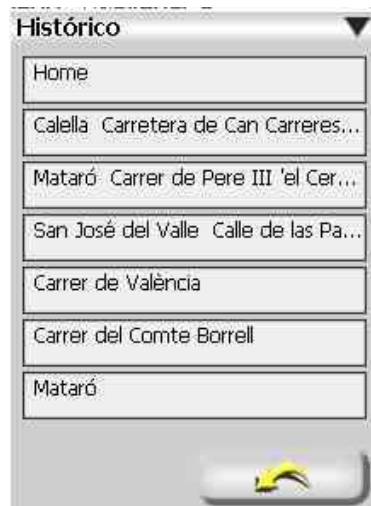 Histórico
Home
Calella Carretera de Can Carreres...
Mataró Carrer de Pere III 'el Cer...
San José del Valle Calle de las Pa...
Carrer de València
Carrer del Comte Borrell
Mataró